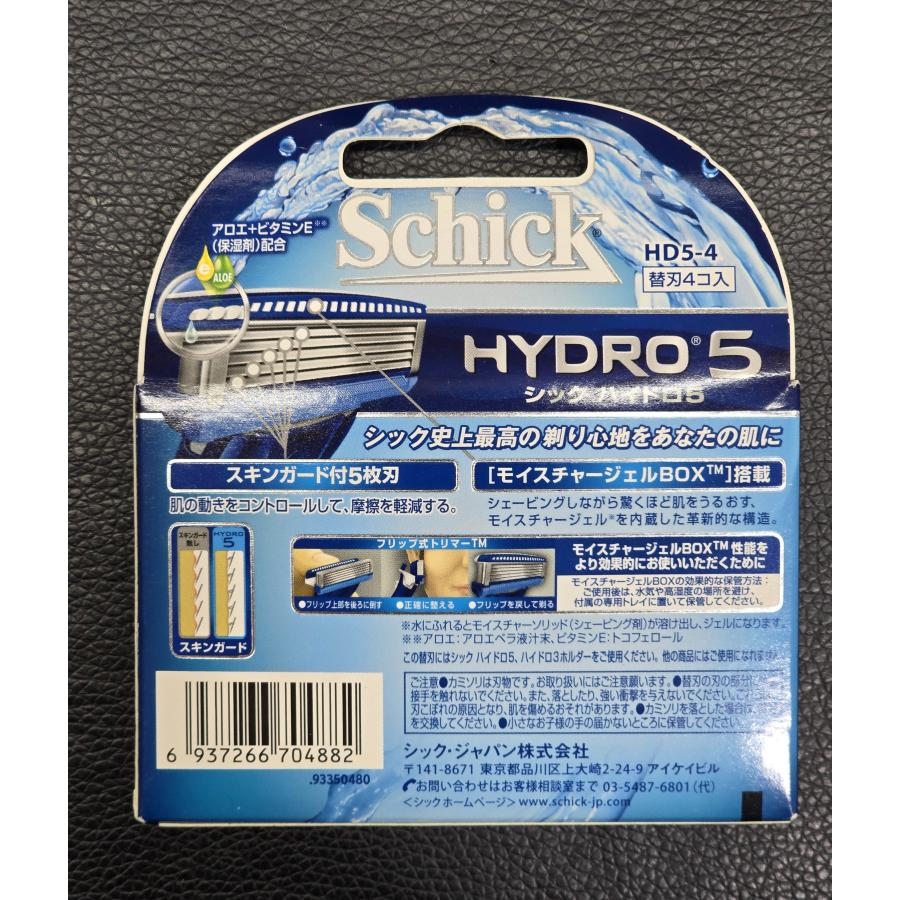 Schick®
アロエ+ビタミンE※※
(保湿剤)配合
e
ALOE
HD5-4
替刃4コ入
HYDRO® 5
シック ハイドロ5
シック史上最高の剃り心地をあなたの肌に
スキンガード付5枚刃
肌の動きをコントロールして、摩擦を軽減する。
[モイスチャージェルBOX™]搭載
シェービングしながら驚くほど肌をうるおす、
モイスチャージェル※を内蔵した革新的な構造。
スキンガード
無し
HYDRO
5
スキンガード
フリップ式トリマーTM
●フリップ上部を後ろに倒す
●正確に整える
●フリップを戻して剃る
モイスチャージェルBOX™性能を
より効果的にお使いいただくために
モイスチャージェルBOXの効果的な保管方法:
ご使用後は、水気や高湿度の場所を避け、
付属の専用トレイに置いて保管してください。
※水にふれるとモイスチャーソリッド(シェービング剤)が溶け出し、ジェルになります。
※※アロエ:アロエベラ液汁末、ビタミンE:トコフェロール
この替刃にはシック ハイドロ5、ハイドロ3ホルダーをご使用ください。他の商品にはご使用になれません
ご注意●カミソリは刃物です。お取り扱いにはご注意願います。●替刃の刃の部分に
接手を触れないでください。また、落としたり、強い衝撃を与えないでください。
刃こぼれの原因となり、肌を傷めるおそれがあります。●カミソリを落とした場合は
を交換してください。●小さなお子様の手の届かないところに保管してください。
6 937266 704882
.93350480
シック・ジャパン株式会社
〒141-8671 東京都品川区上大崎2-24-9 アイケイビル
お問い合わせはお客様相談室まで 03-5487-6801(代)
<シックホームページ>www.schick-jp.com